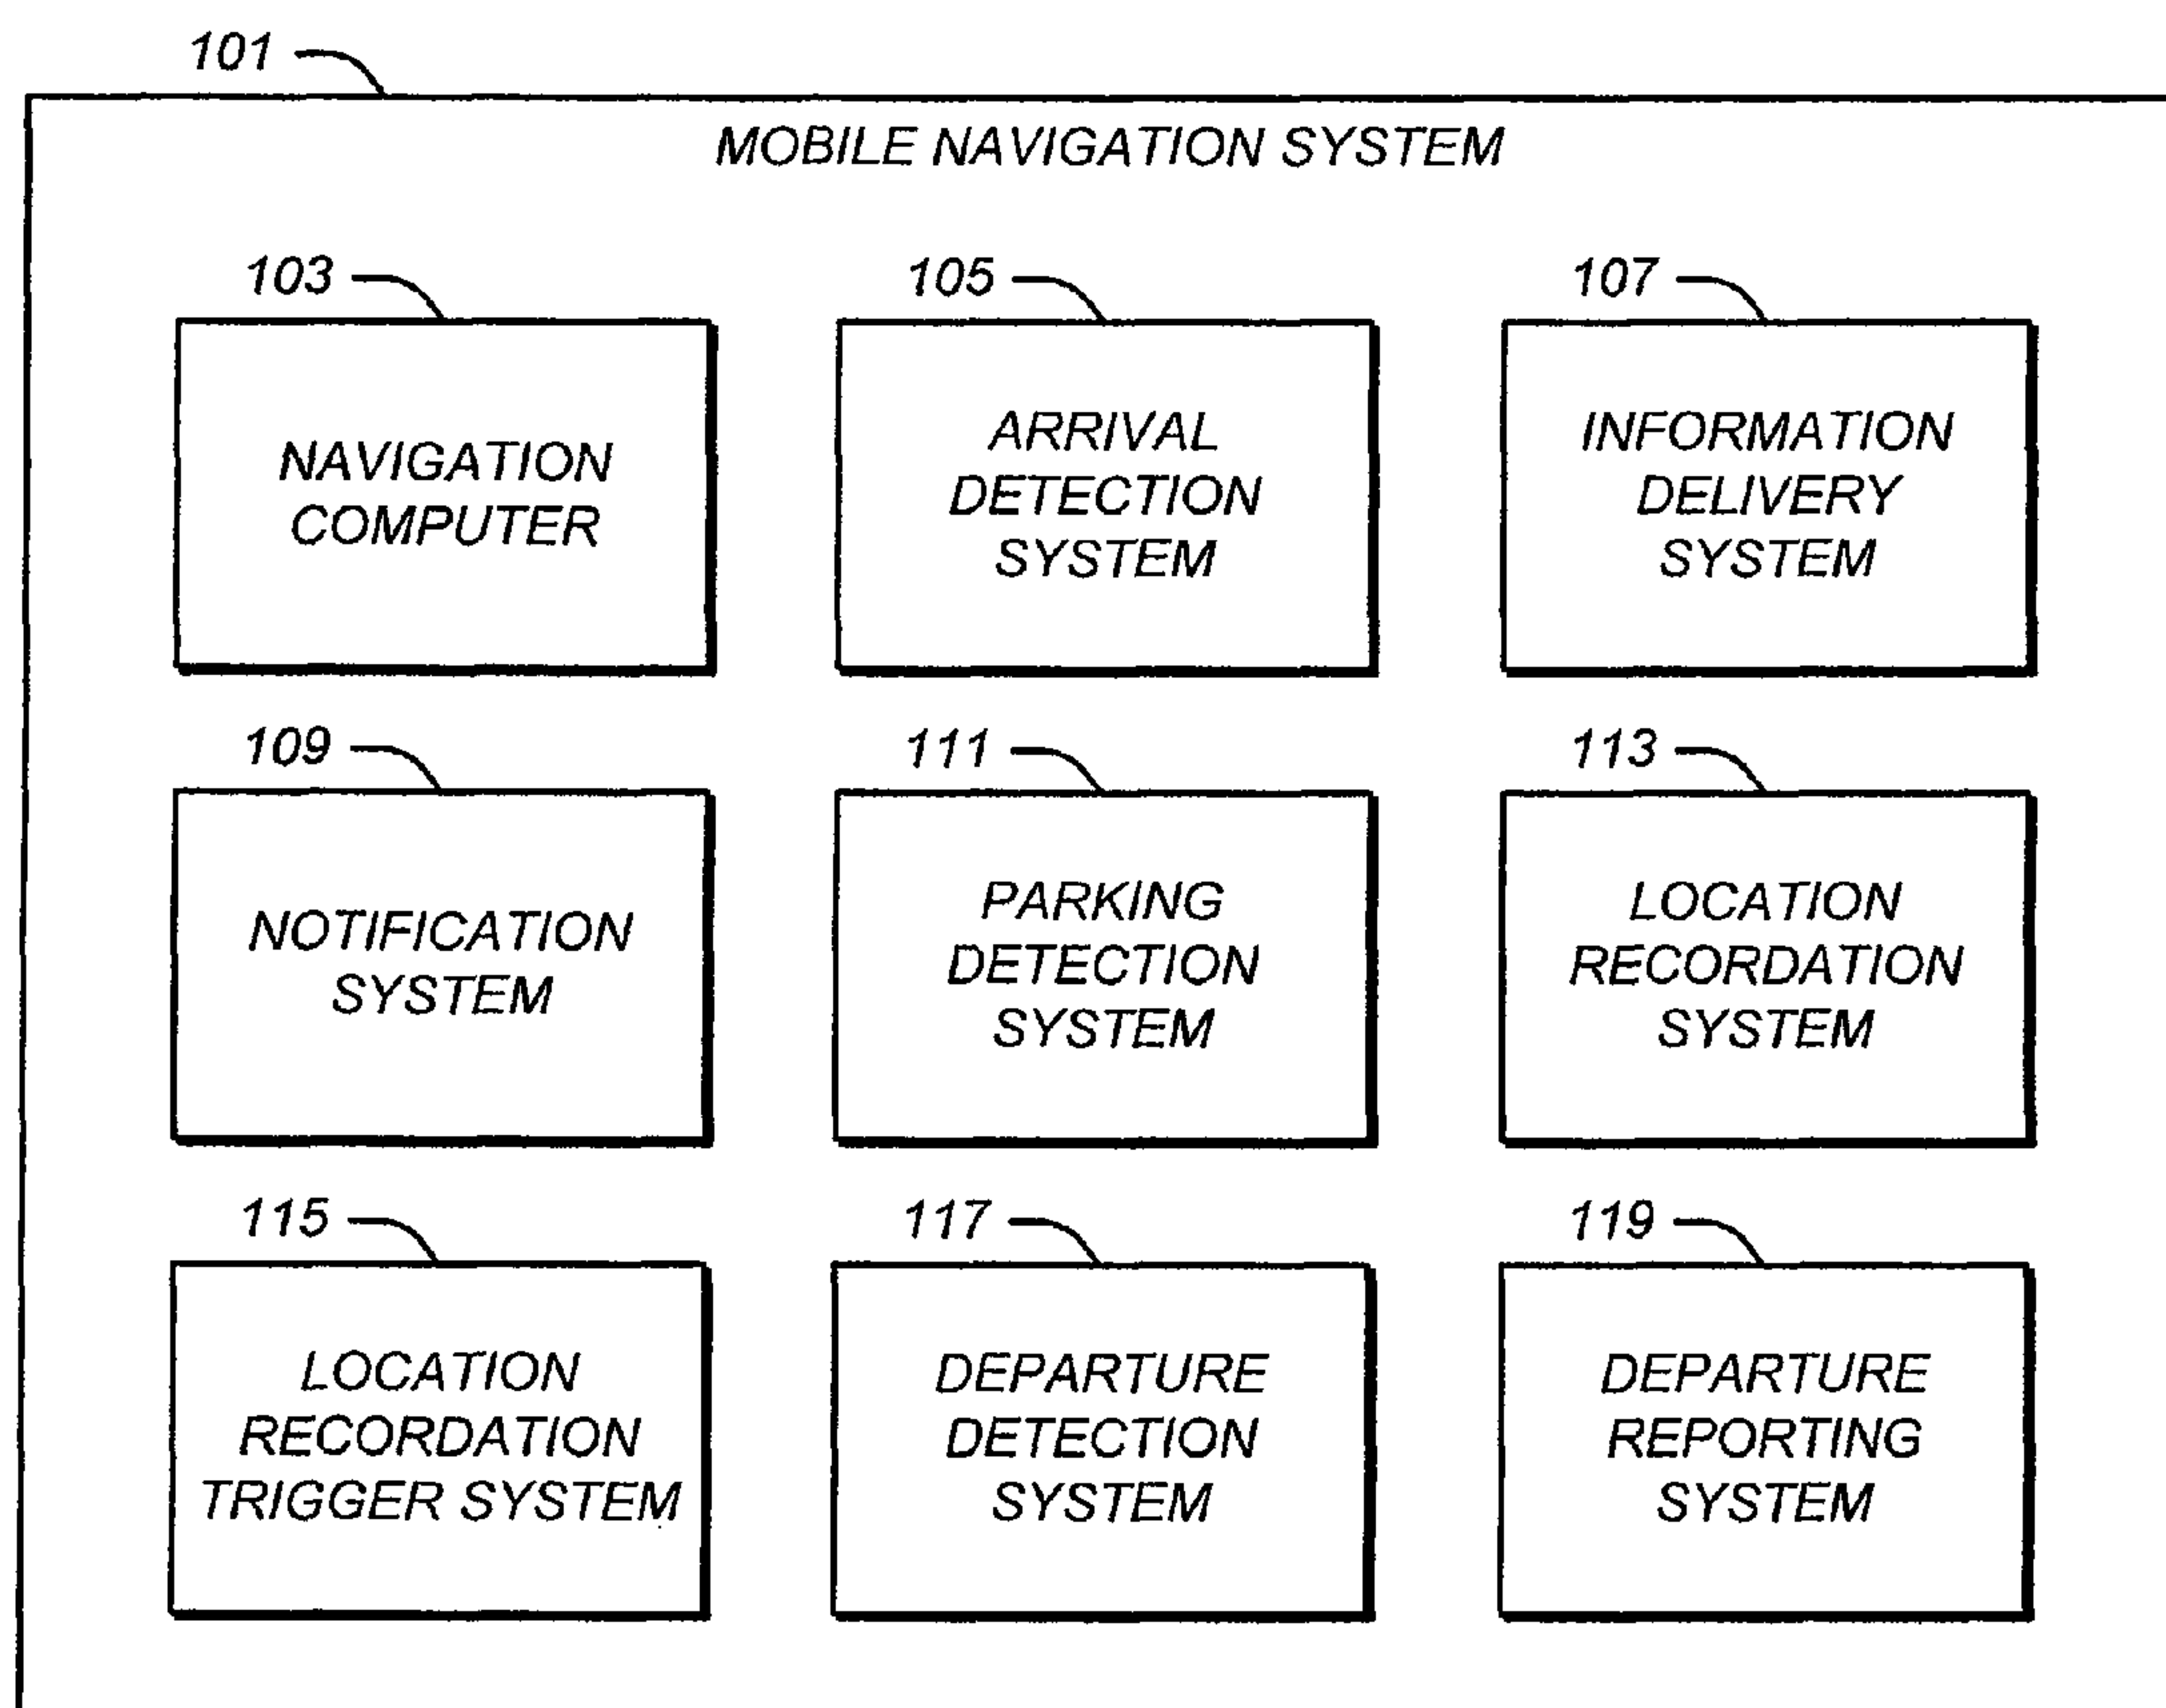 101
MOBILE NAVIGATION SYSTEM
103
NAVIGATION
COMPUTER
105
ARRIVAL
DETECTION
SYSTEM
107
INFORMATION
DELIVERY
SYSTEM
109
NOTIFICATION
SYSTEM
111
PARKING
DETECTION
SYSTEM
113
LOCATION
RECORDATION
SYSTEM
115
LOCATION
RECORDATION
TRIGGER SYSTEM
117
DEPARTURE
DETECTION
SYSTEM
119
DEPARTURE
REPORTING
SYSTEM